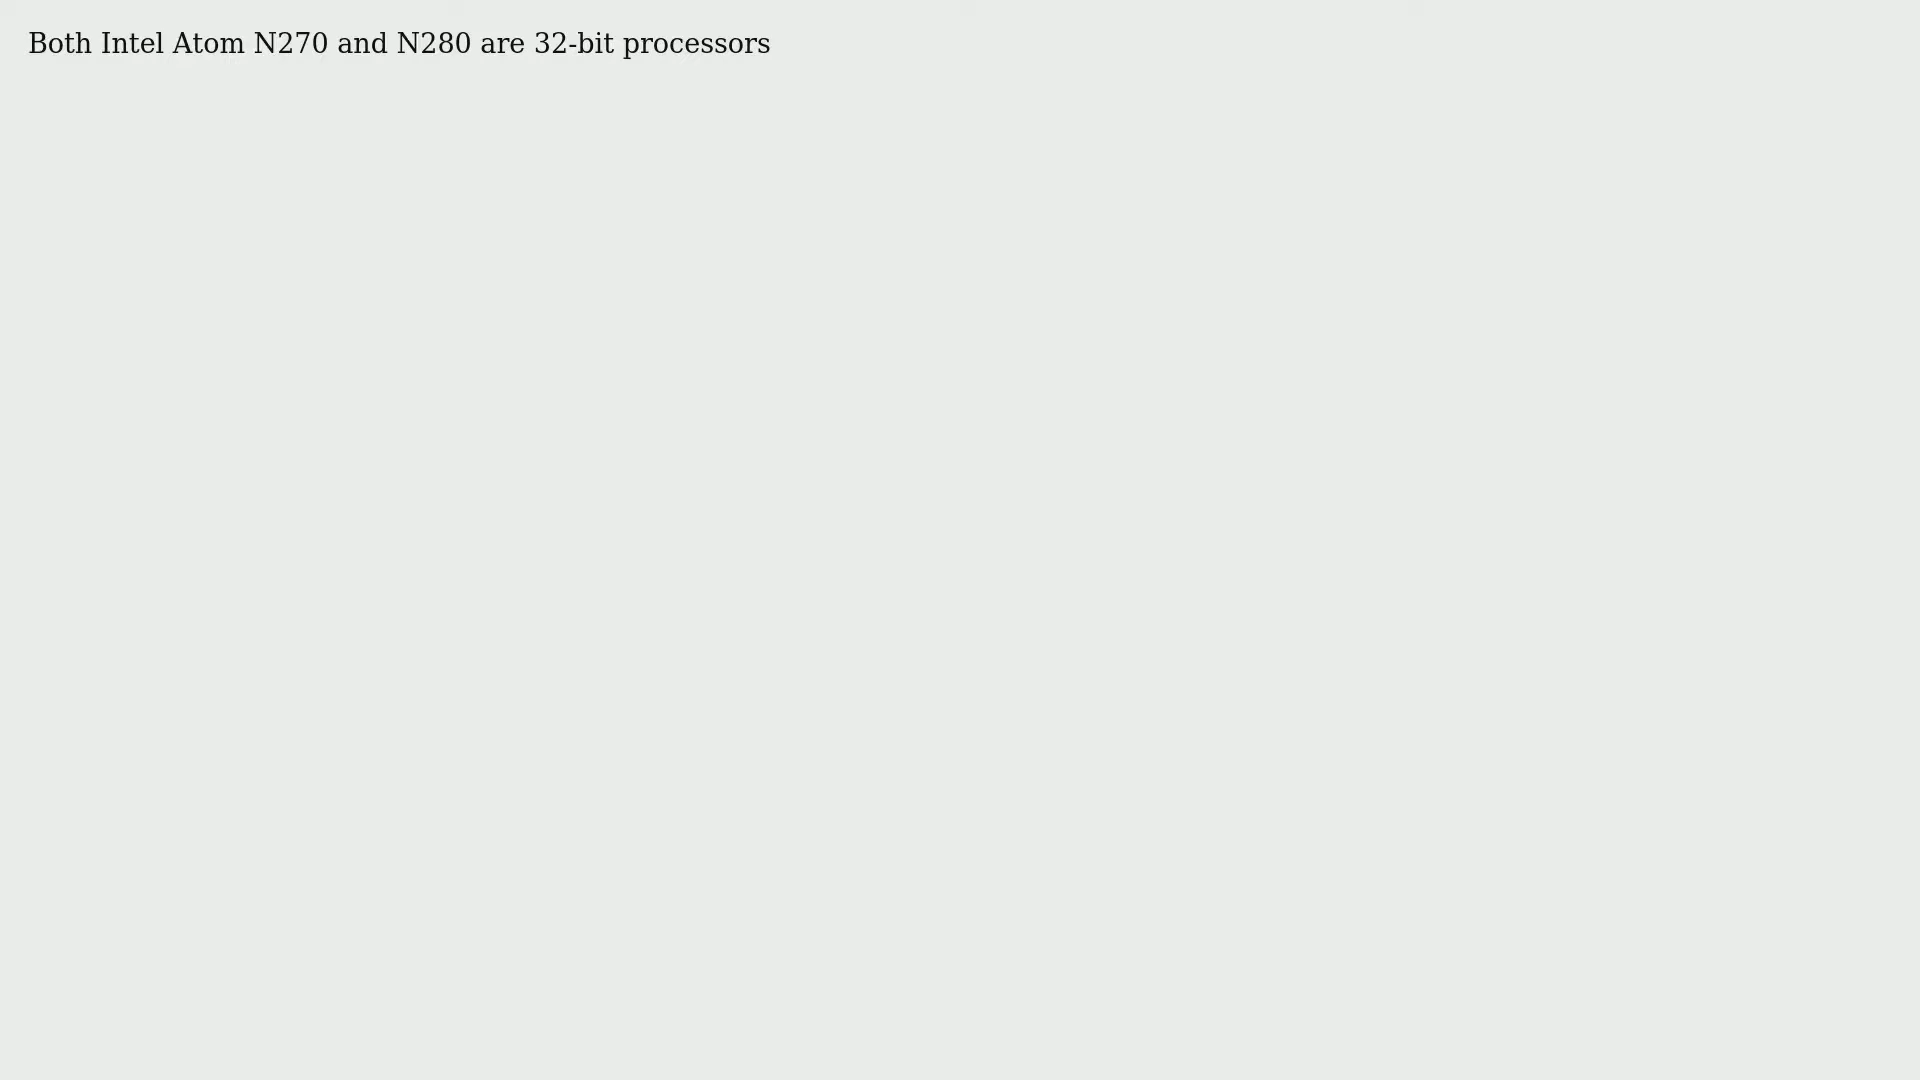 Both Intel Atom N270 and N280 are 32-bit processors